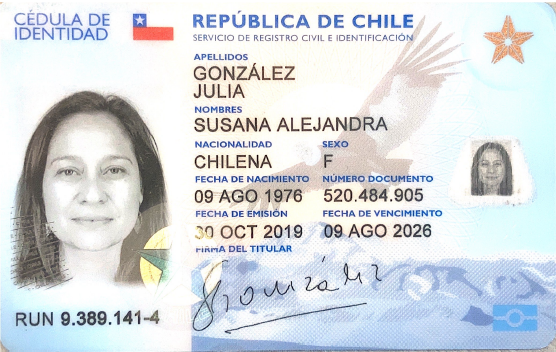 CÉDULA DE
IDENTIDAD
REPÚBLICA DE CHILE
SERVICIO DE REGISTRO CIVIL E IDENTIFICACIÓN
APELLIDOS
GONZÁLEZ
JULIA
NOMBRES
SUSANA ALEJANDRA
NACIONALIDAD SEXO
CHILENA F
FECHA DE NACIMIENTO NÚMERO DOCUMENTO
09 AGO 1976 520.484.905
FECHA DE EMISIÓN FECHA DE VENCIMIENTO
30 OCT 2019 09 AGO 2026
FIRMA DEL TITULAR
RUN 9.389.141-4